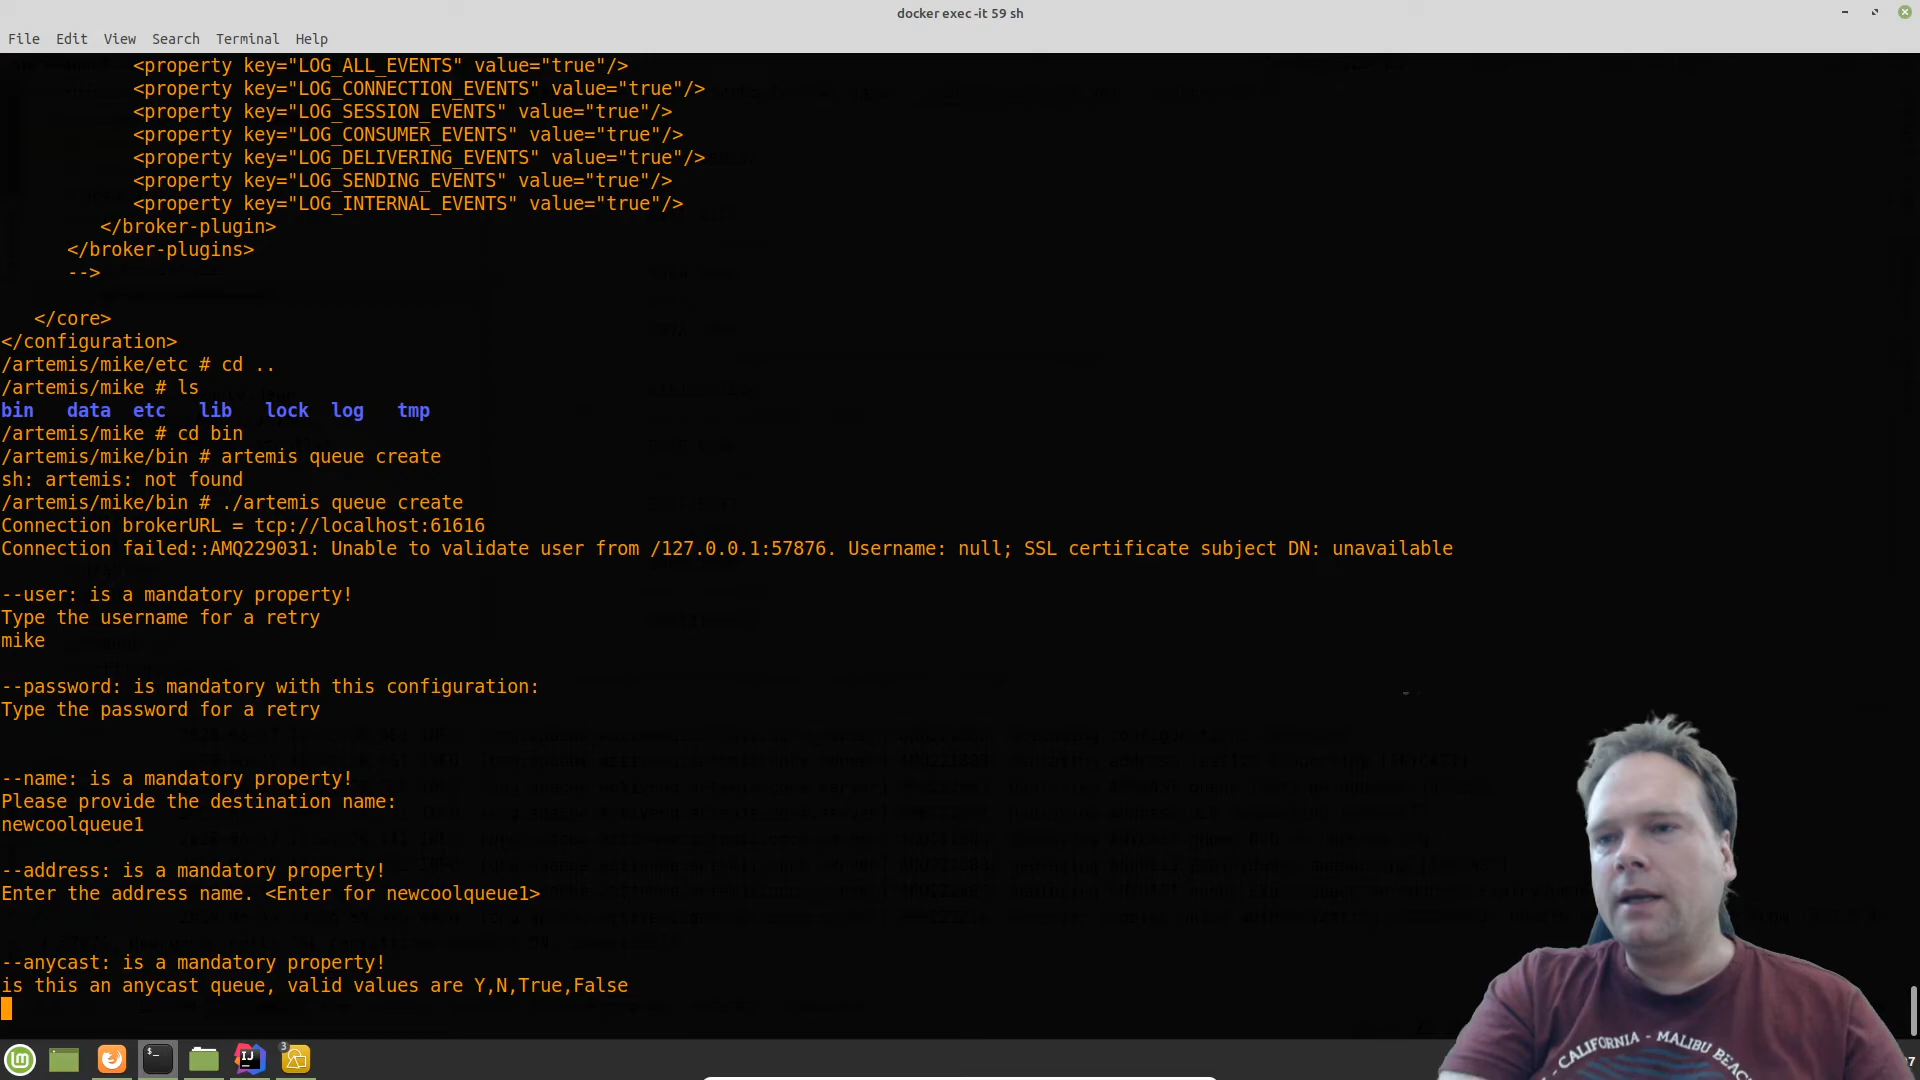 docker exec -it 59 sh
File Edit View Search Terminal Help
<property key="LOG_ALL_EVENTS" value="true"/>
<property key="LOG_CONNECTION_EVENTS" value="true"/>
<property key="LOG_SESSION_EVENTS" value="true"/>
<property key="LOG_CONSUMER_EVENTS" value="true"/>
<property key="LOG_DELIVERING_EVENTS" value="true"/>
<property key="LOG_SENDING_EVENTS" value="true"/>
<property key="LOG_INTERNAL_EVENTS" value="true"/>
</broker-plugin>
</broker-plugins>
-->
</core>
</configuration>
/artemis/mike/etc # cd ..
/artemis/mike # ls
bin data etc lib lock log tmp
/artemis/mike # cd bin
/artemis/mike/bin # artemis queue create
sh: artemis: not found
/artemis/mike/bin # ./artemis queue create
Connection brokerURL = tcp://localhost:61616
Connection failed::AMQ229031: Unable to validate user from /127.0.0.1:57876. Username: null; SSL certificate subject DN: unavailable
--user: is a mandatory property!
Type the username for a retry
mike
--password: is mandatory with this configuration:
Type the password for a retry
--name: is a mandatory property!
Please provide the destination name:
newcoolqueue1
--address: is a mandatory property!
Enter the address name. <Enter for newcoolqueue1>
--anycast: is a mandatory property!
is this an anycast queue, valid values are Y,N,True,False
3
IJ
CALIFORNIA - MALIBU BEAC